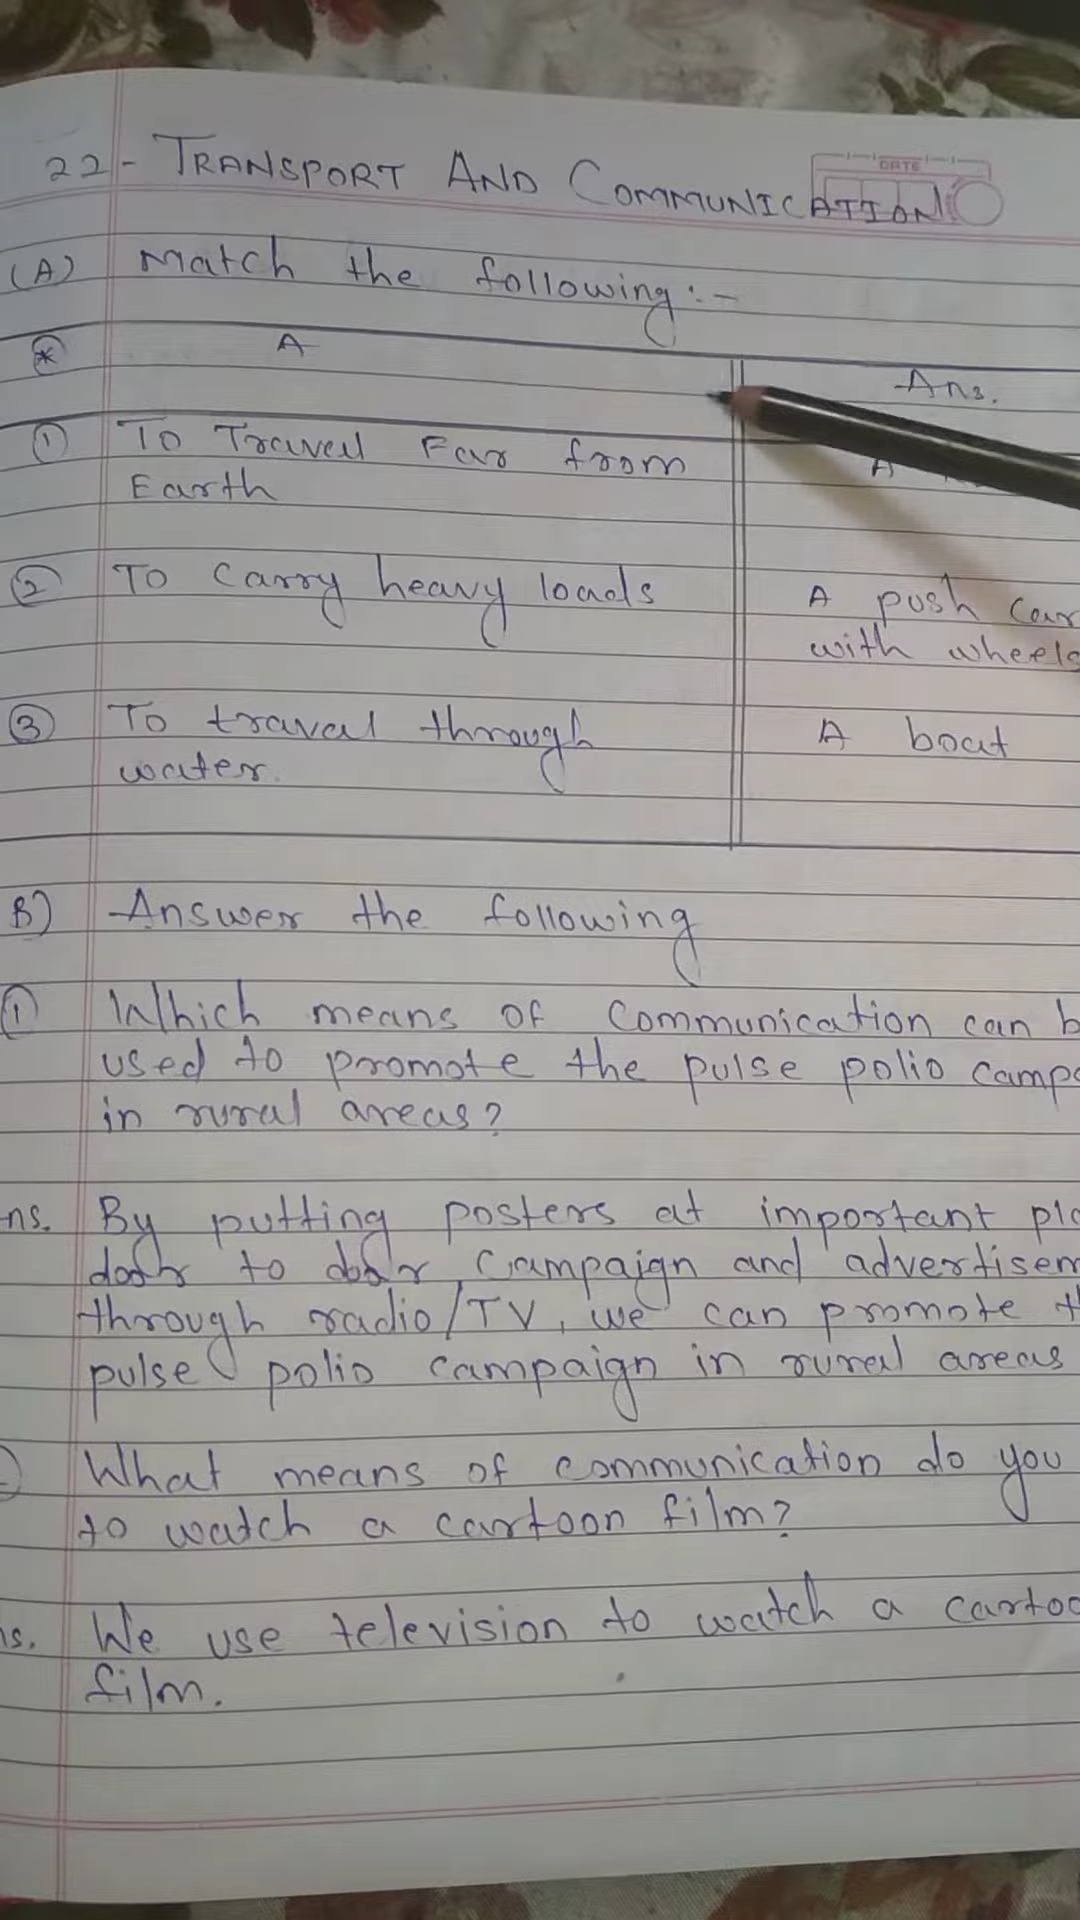 22- TRANSPORT AND COMMUNICATION
DATE
(A) Match the following:-
* A Ans.
① To Travel Far from A
Earth
② To carry heavy loads A push
with wheels
③ To traval through A boat
water.
B) Answer the following
① Which means of communication can
used to promote the pulse polio
in rural areas?
By putting posters at important
door to door campaign and
through radio/TV, we can promote
pulse polio campaign in rural areas
What means of communication do you
to watch a cartoon film?
We use television to watch a
film.